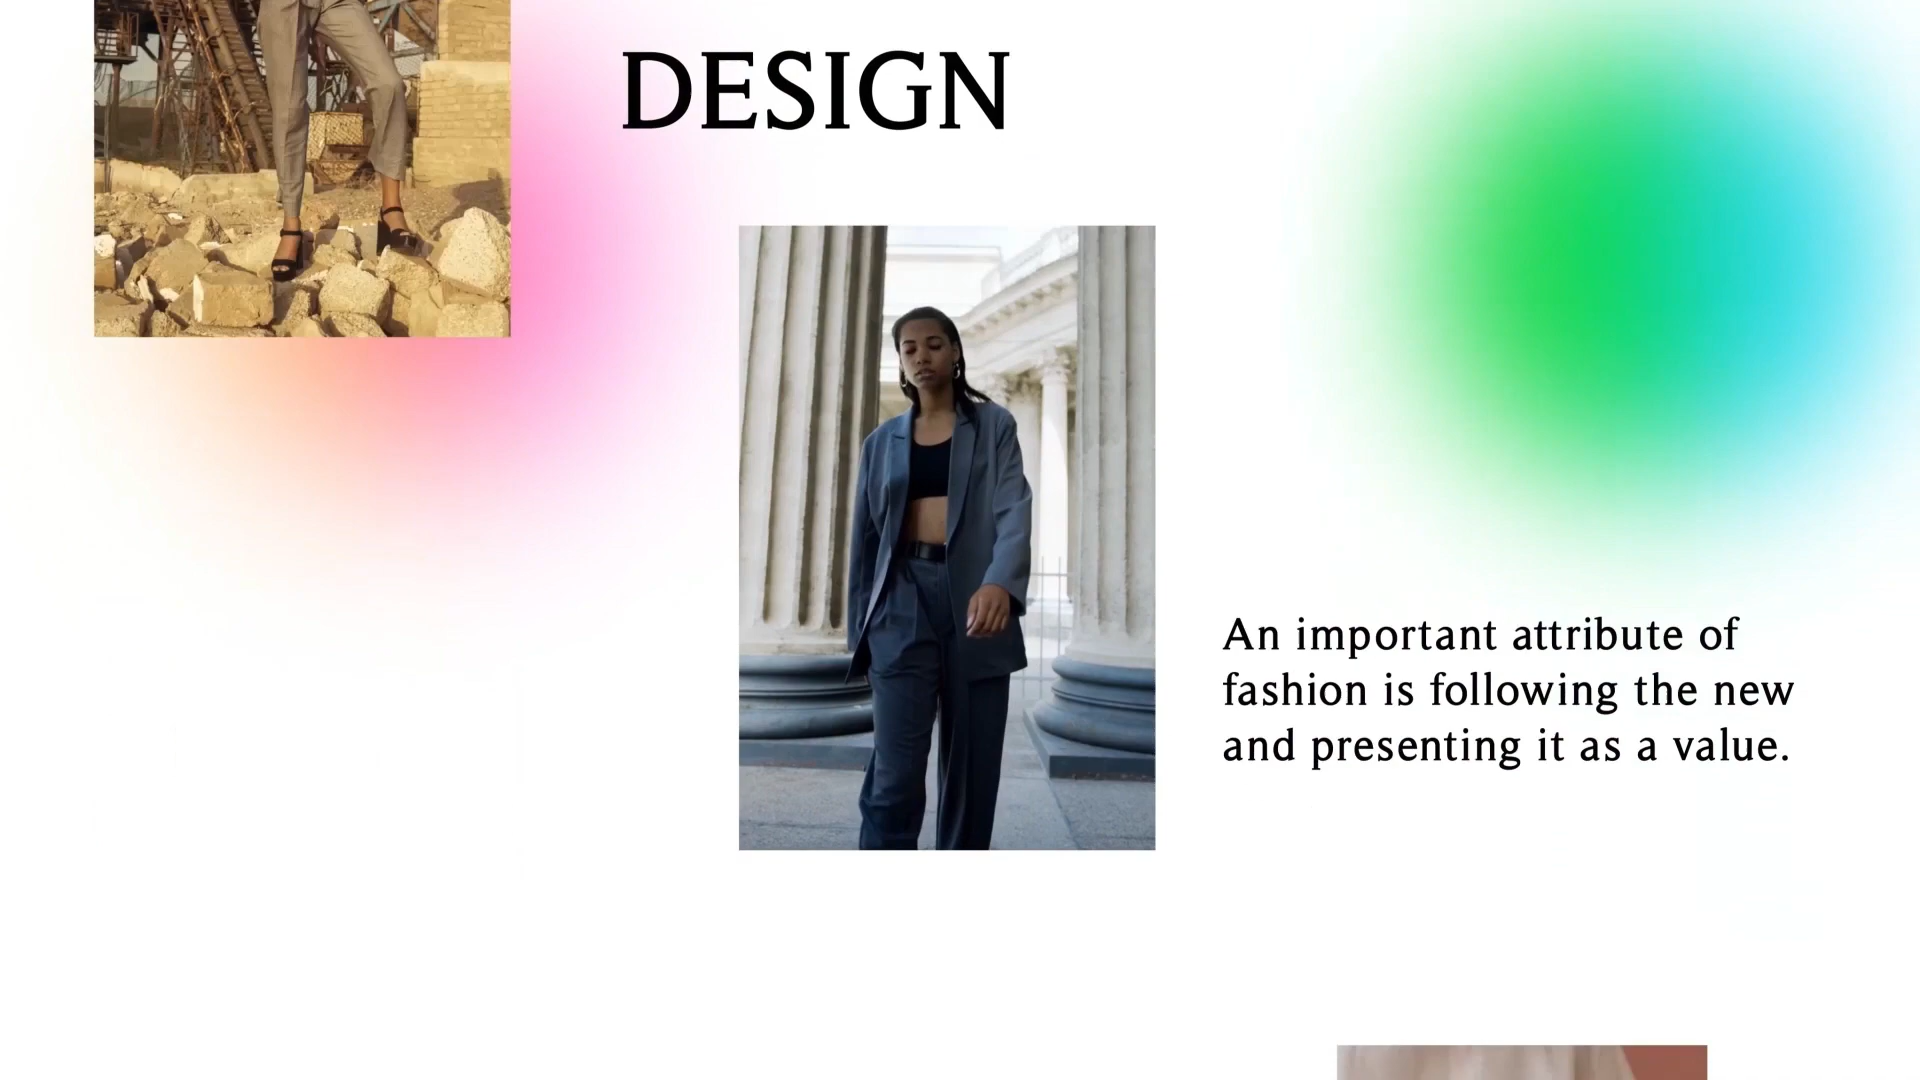 DESIGN
An important attribute of
fashion is following the new
and presenting it as a value.